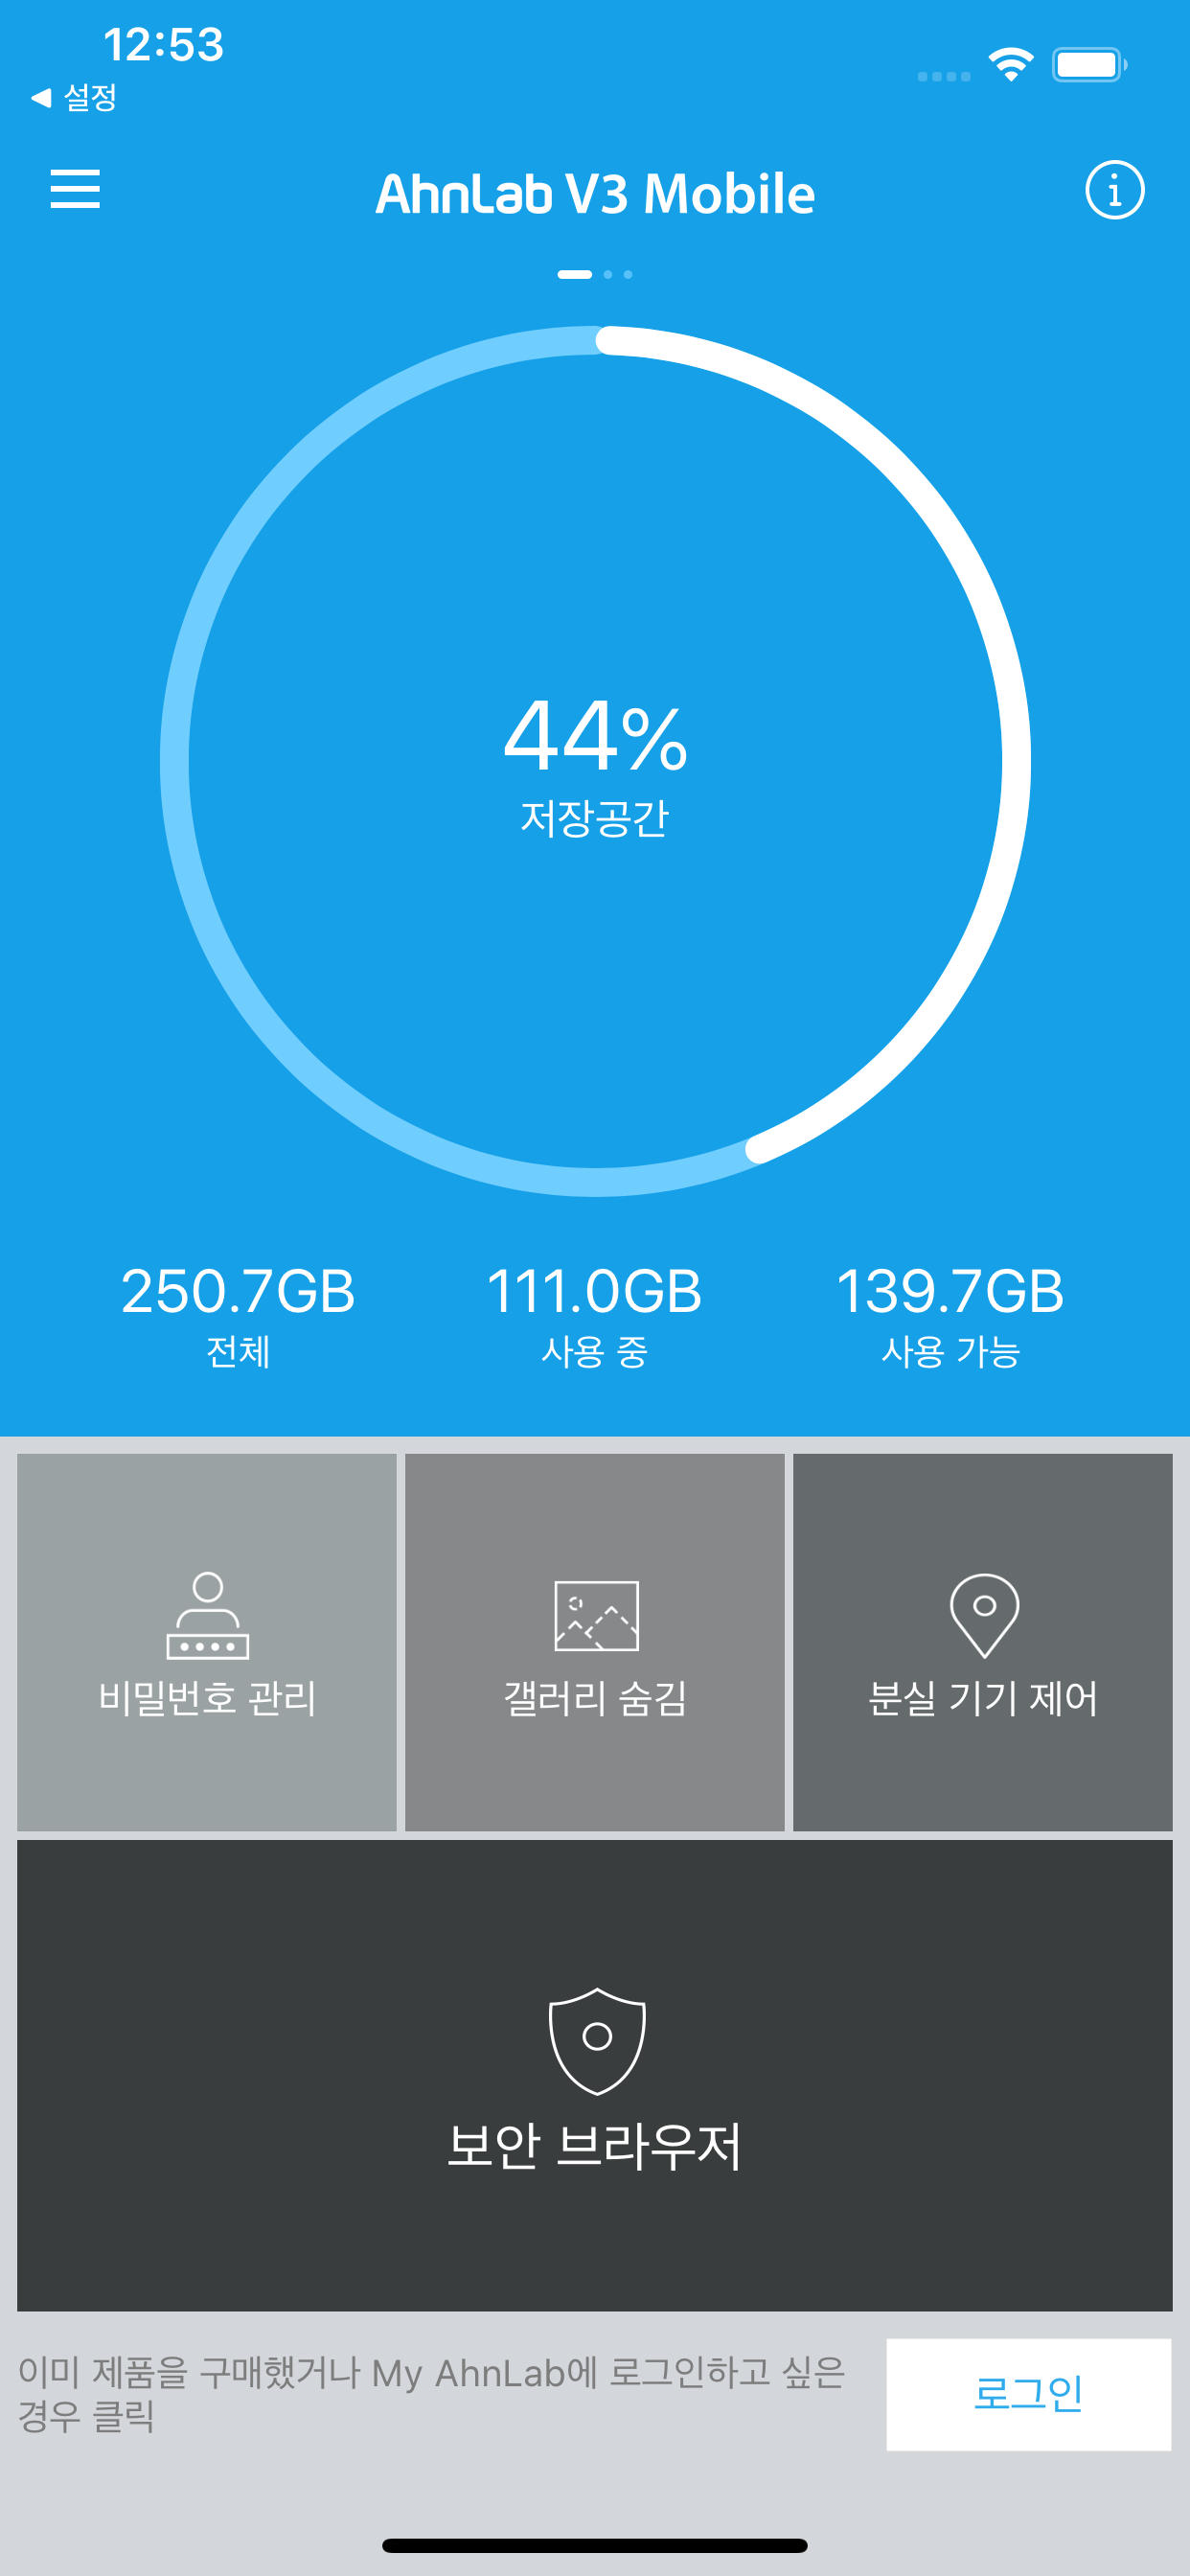 12:53
설정
AhnLab V3 Mobile
44%
저장공간
250.7GB
111.0GB
139.7GB
전체
사용 중
사용 가능
비밀번호 관리
갤러리 숨김
분실 기기 제어
보안 브라우저
이미 제품을 구매했거나 My AhnLab에 로그인하고 싶은
경우 클릭
로그인